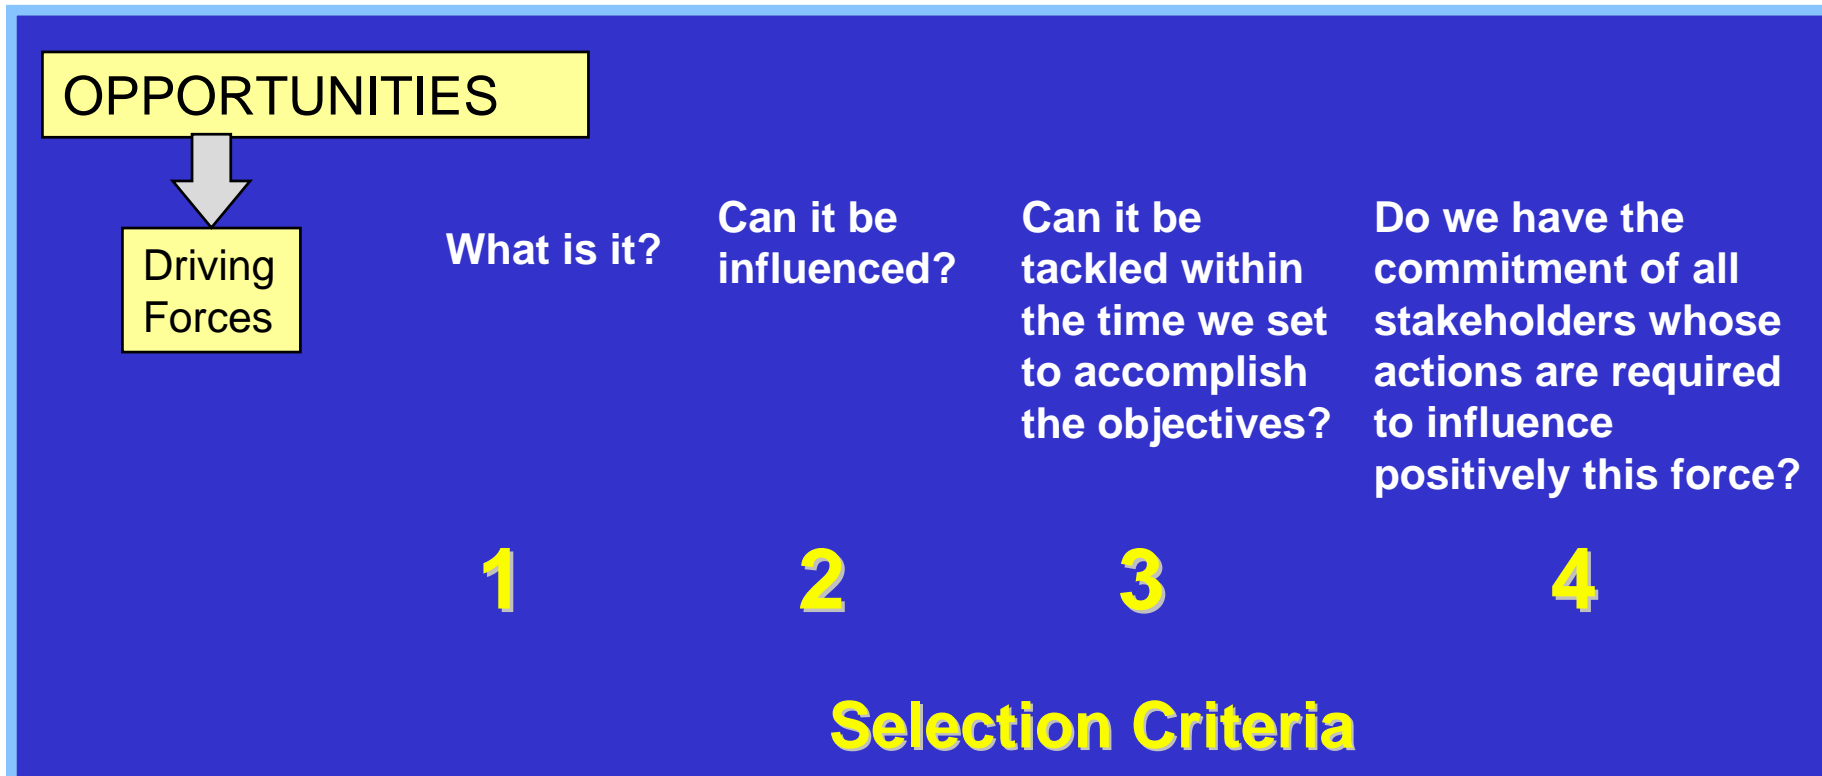 OPPORTUNITIES
Driving
Forces
What is it?
Can it be
influenced?
Can it be
tackled within
the time we set
to accomplish
the objectives?
Do we have the
commitment of all
stakeholders whose
actions are required
to influence
positively this force?
1
2
3
4
Selection Criteria